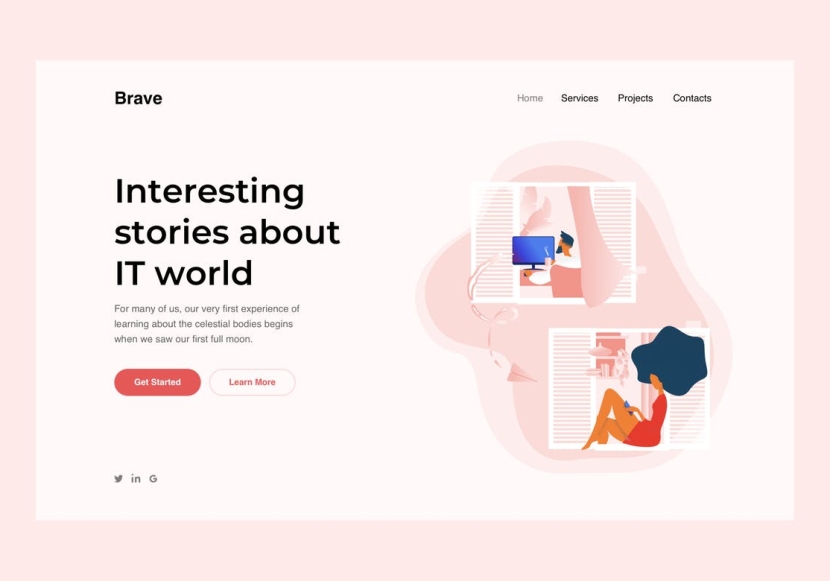 Brave
Home Services Projects Contacts
Interesting
stories about
IT world
For many of us, our very first experience of
learning about the celestial bodies begins
when we saw our first full moon.
Get Started Learn More